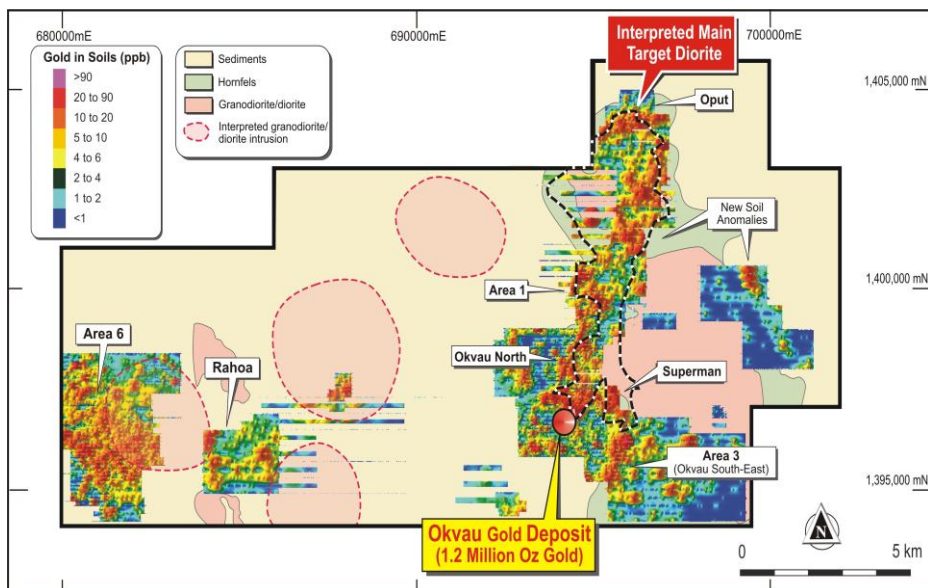 680000mE
690000mE
700000mE
Gold in Soils (ppb)
>90
20 to 90
10 to 20
5 to 10
4 to 6
2 to 4
1 to 2
<1
Sediments
Hornfels
Granodiorite/diorite
Interpreted granodiorite/
diorite intrusion
Interpreted Main
Target Diorite
Oput
1,405,000 mN
New Soil
Anomalies
Area 1
1,400,000 mN
Area 6
Rahoa
Okvau North
Superman
Area 3
(Okvau South-East)
1,395,000 mN
Okvau Gold Deposit
(1.2 Million Oz Gold)
N
0
5 km